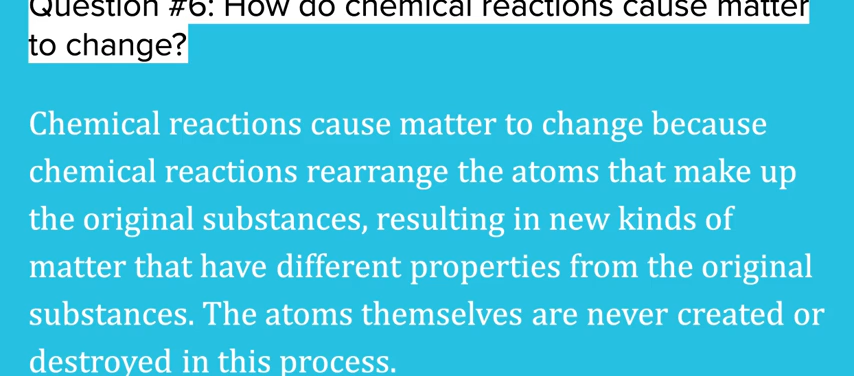 Question #6: How do chemical reactions cause matter
to change?
Chemical reactions cause matter to change because
chemical reactions rearrange the atoms that make up
the original substances, resulting in new kinds of
matter that have different properties from the original
substances. The atoms themselves are never created or
destroyed in this process.